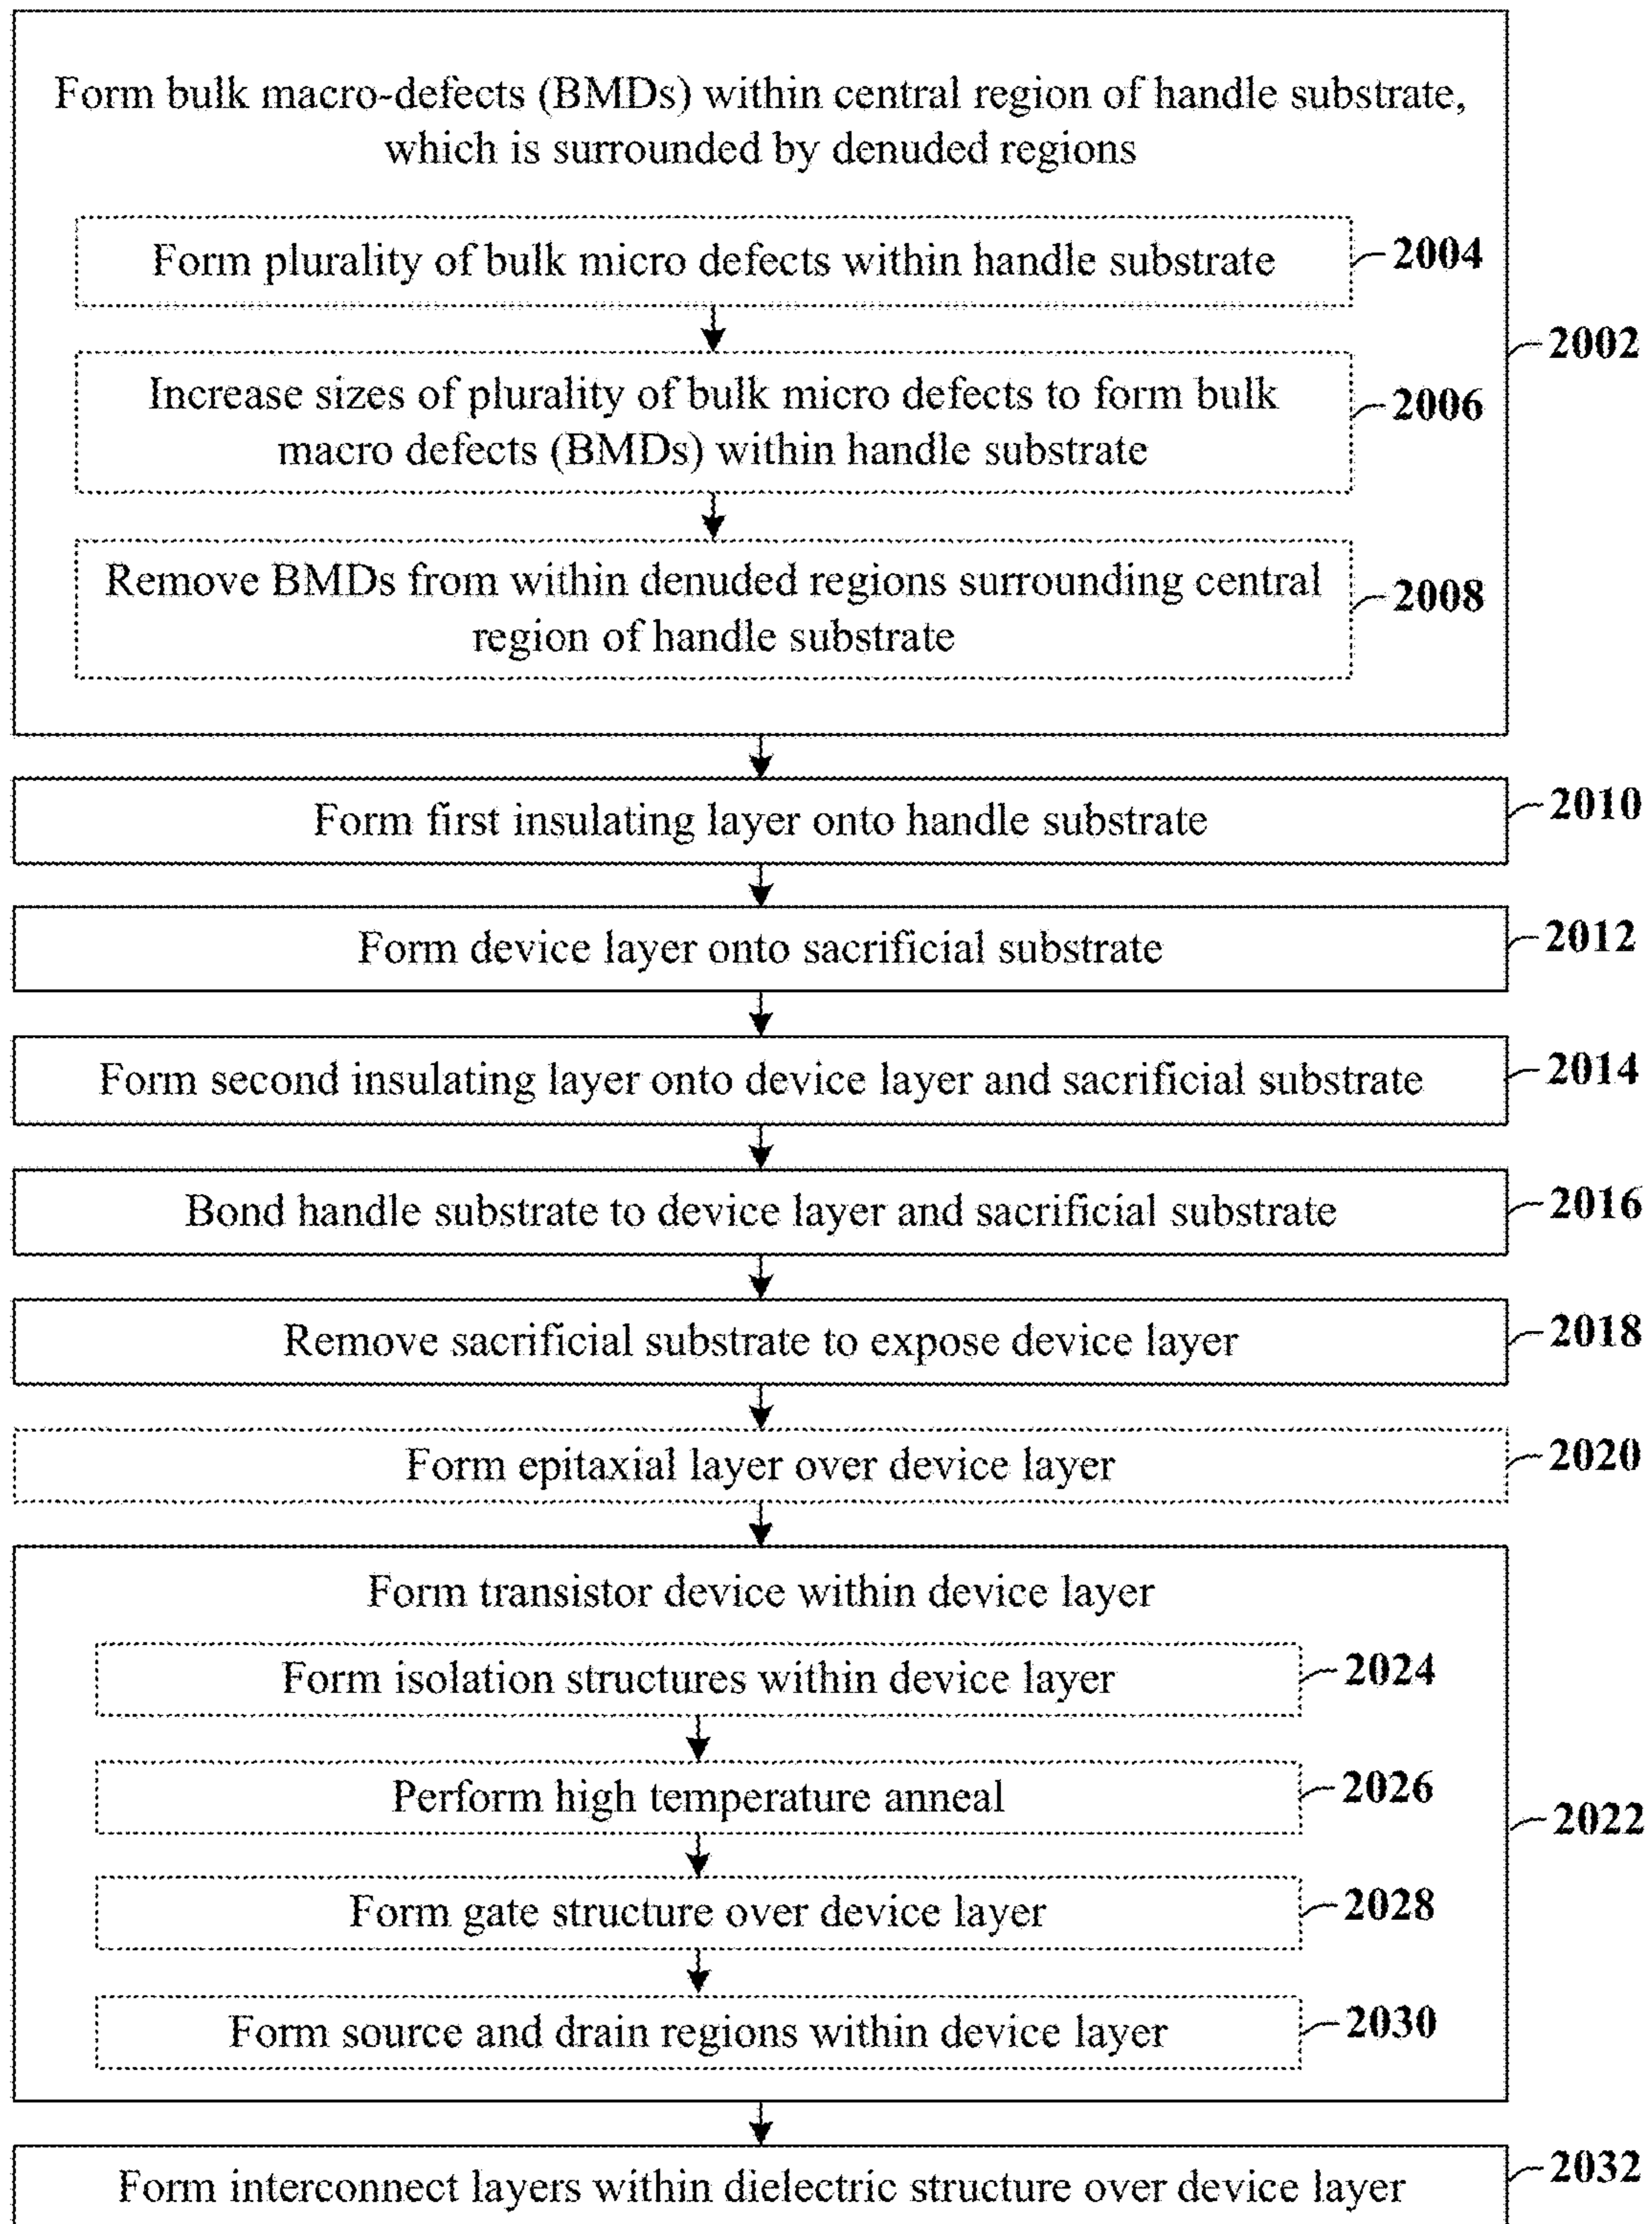 Form bulk macro-defects (BMDs) within central region of handle substrate,
which is surrounded by denuded regions
Form plurality of bulk micro defects within handle substrate
2004
2002
Increase sizes of plurality of bulk micro defects to form bulk
macro defects (BMDs) within handle substrate
2006
Remove BMDs from within denuded regions surrounding central
region of handle substrate
2008
Form first insulating layer onto handle substrate
2010
Form device layer onto sacrificial substrate
2012
Form second insulating layer onto device layer and sacrificial substrate
2014
Bond handle substrate to device layer and sacrificial substrate
2016
Remove sacrificial substrate to expose device layer
2018
Form epitaxial layer over device layer
2020
Form transistor device within device layer
Form isolation structures within device layer
2024
Perform high temperature anneal
2026
2022
Form gate structure over device layer
2028
Form source and drain regions within device layer
2030
Form interconnect layers within dielectric structure over device layer
2032